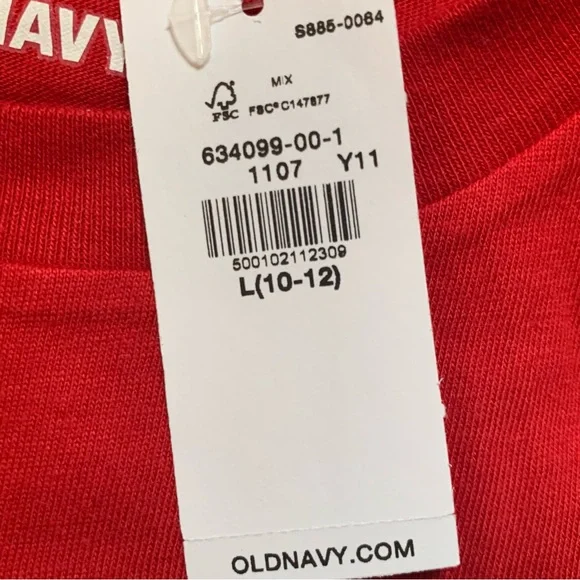 NAVY
S885-0064
MIX
FSC
FSC® C147877
634099-00-1
1107 Y11
500102112309
L(10-12)
OLDNAVY.COM